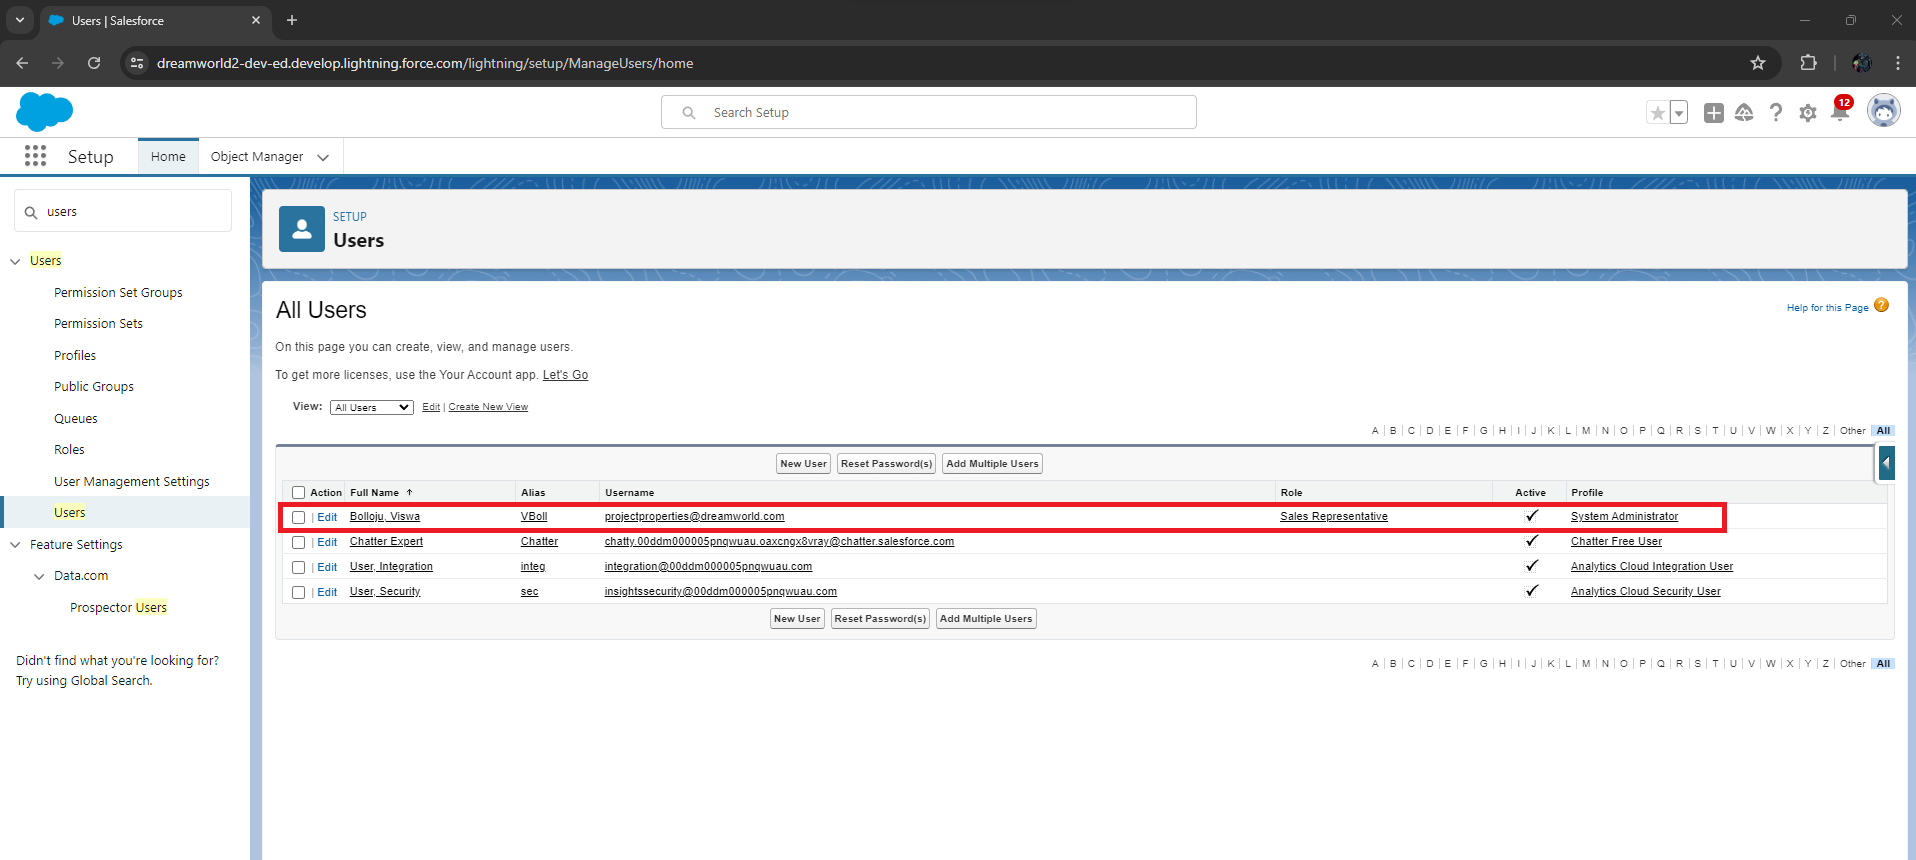 Users | Salesforce
dreamworld2-dev-ed.develop.lightning.force.com/lightning/setup/ManageUsers/home
Search Setup
12
Setup
Home
Object Manager
users
Users
Permission Set Groups
Permission Sets
Profiles
Public Groups
Queues
Roles
User Management Settings
Users
Feature Settings
Data.com
Prospector Users
Didn't find what you're looking for?
Try using Global Search.
SETUP
Users
All Users
Help for this Page ?
On this page you can create, view, and manage users.
To get more licenses, use the Your Account app. Let's Go
View: All Users Edit | Create New View
A | B | C | D | E | F | G | H | I | J | K | L | M | N | O | P | Q | R | S | T | U | V | W | X | Y | Z | Other All
New User Reset Password(s) Add Multiple Users
Action Full Name ↑ Alias Username Role Active Profile
| Edit Bolloju, Viswa VBoll projectproperties@dreamworld.com Sales Representative ✓ System Administrator
| Edit Chatter Expert Chatter chatty.00ddm000005pnqwuau.oaxcngx8vray@chatter.salesforce.com ✓ Chatter Free User
| Edit User, Integration integ integration@00ddm000005pnqwuau.com ✓ Analytics Cloud Integration User
| Edit User, Security sec insightssecurity@00ddm000005pnqwuau.com ✓ Analytics Cloud Security User
New User Reset Password(s) Add Multiple Users
A | B | C | D | E | F | G | H | I | J | K | L | M | N | O | P | Q | R | S | T | U | V | W | X | Y | Z | Other All